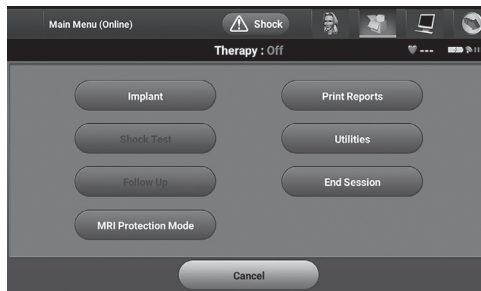 Main Menu (Online)
Shock
Therapy : Off
---
Implant
Print Reports
Shock Test
Utilities
Follow Up
End Session
MRI Protection Mode
Cancel